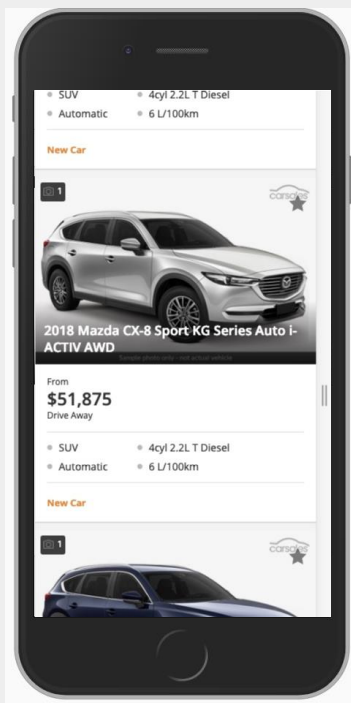 SUV
4cyl 2.2L T Diesel
Automatic
6 L/100km
New Car
1
carsales
2018 Mazda CX-8 Sport KG Series Auto i-
ACTIV AWD
Sample photo only - not actual vehicle
From
$51,875
Drive Away
SUV
4cyl 2.2L T Diesel
Automatic
6 L/100km
New Car
1
carsales